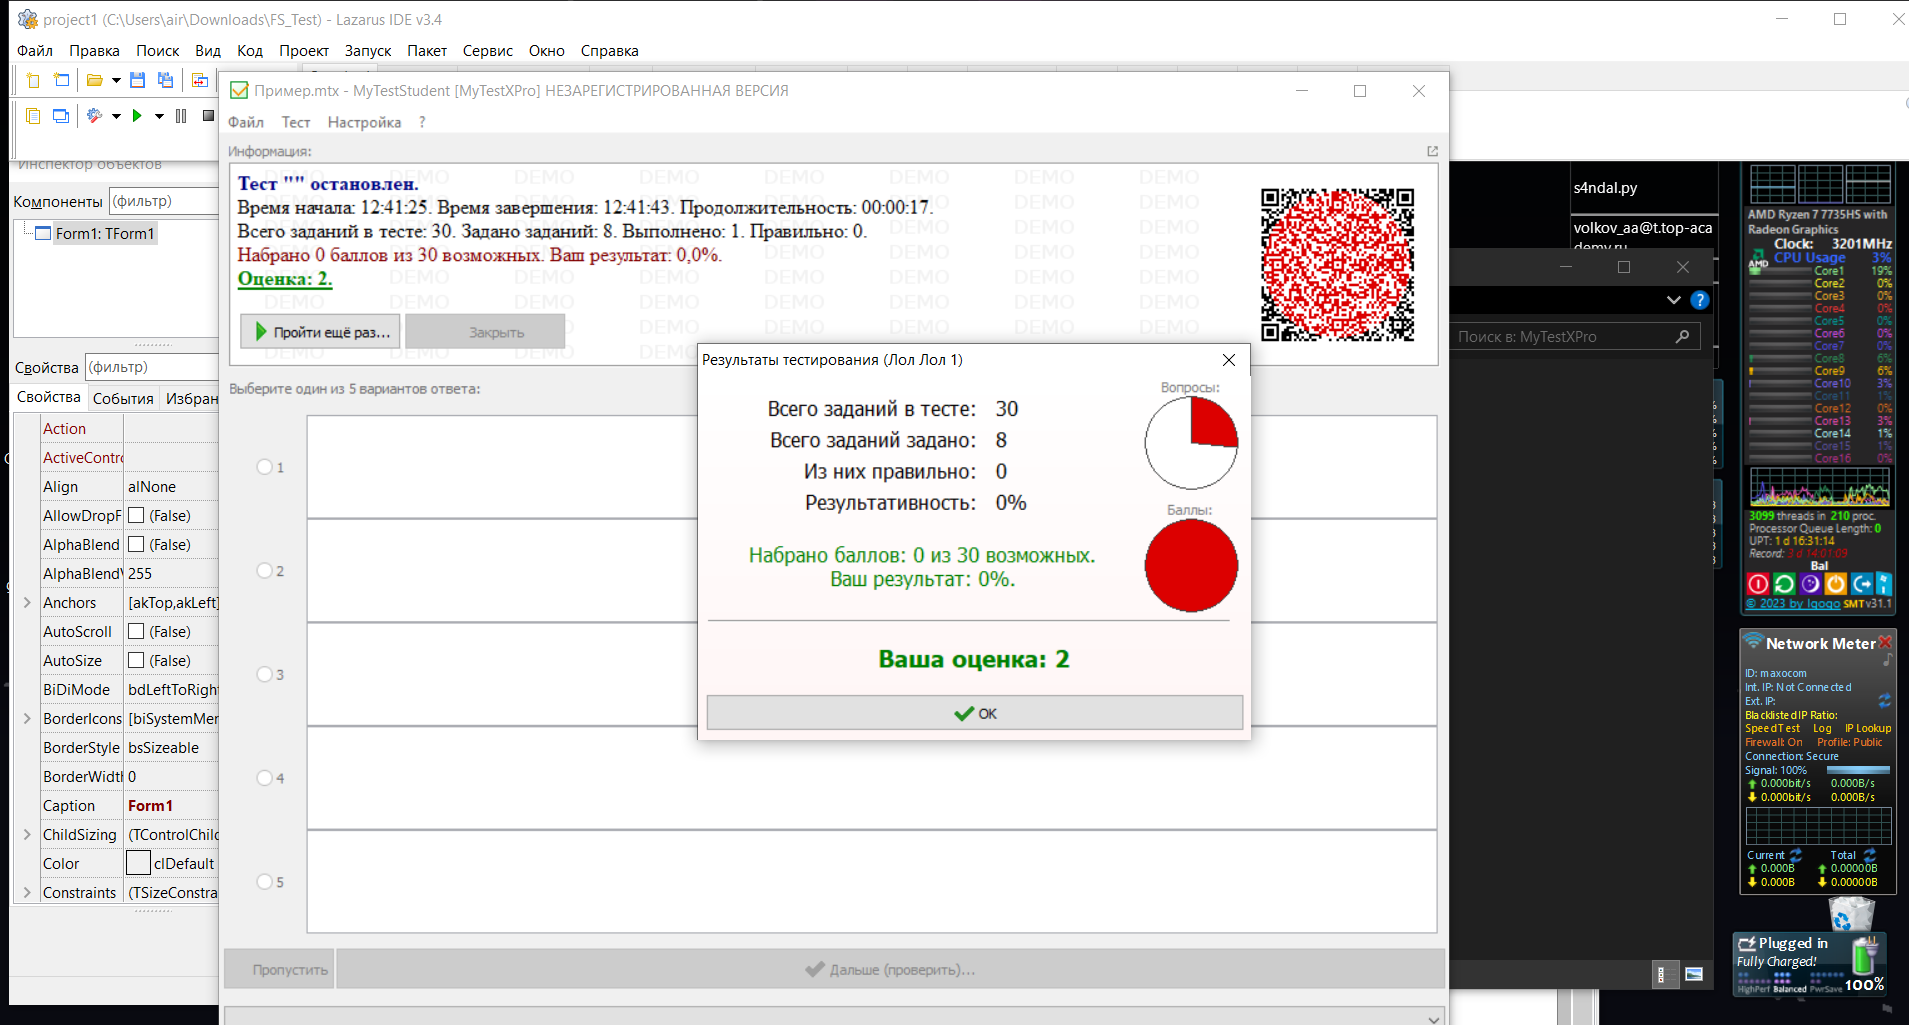 project1 (C:\Users\air\Downloads\FS_Test) - Lazarus IDE v3.4
Файл Правка Поиск Вид Код Проект Запуск Пакет Сервис Окно Справка
Инспектор объектов
Компоненты (фильтр)
Form1: TForm1
Свойства (фильтр)
Свойства События Избран
Action
ActiveContro
Align alNone
AllowDropF (False)
AlphaBlend (False)
AlphaBlendV 255
Anchors [akTop,akLeft]
AutoScroll (False)
AutoSize (False)
BiDiMode bdLeftToRight
BorderIcons [biSystemMen
BorderStyle bsSizeable
BorderWidth 0
Caption Form1
ChildSizing (TControlChild
Color clDefault
Constraints (TSizeConstra
Пример.mtx - MyTestStudent [MyTestXPro] НЕЗАРЕГИСТРИРОВАННАЯ ВЕРСИЯ
Файл Тест Настройка ?
Информация:
Тест "" остановлен.
Время начала: 12:41:25. Время завершения: 12:41:43. Продолжительность: 00:00:17.
Всего заданий в тесте: 30. Задано заданий: 8. Выполнено: 1. Правильно: 0.
Набрано 0 баллов из 30 возможных. Ваш результат: 0,0%.
Оценка: 2.
DEMO DEMO DEMO DEMO DEMO DEMO DEMO DEMO
Пройти ещё раз... Закрыть
Выберите один из 5 вариантов ответа:
1
2
3
4
5
Пропустить Дальше (проверить)...
Результаты тестирования (Лол Лол 1)
Вопросы:
Всего заданий в тесте: 30
Всего заданий задано: 8
Из них правильно: 0
Результативность: 0%
Баллы:
Набрано баллов: 0 из 30 возможных.
Ваш результат: 0%.
Ваша оценка: 2
OK
s4ndal.py
volkov_aa@t.top-aca
demy.ru
?
Поиск в: MyTestXPro
AMD Ryzen 7 7735HS with
Radeon Graphics
Clock: 3201MHz
AMD CPU Usage 3%
Core1 19%
Core2 0%
Core3 0%
Core4 0%
Core5 0%
Core6 0%
Core7 0%
Core8 6%
Core9 6%
Core10 3%
Core11 1%
Core12 0%
Core13 3%
Core14 1%
Core15 1%
Core16 0%
3099 threads in 210 proc.
Processor Queue Length: 0
UPT: 1 d 16:31:14
Record: 3 d 14:01:09
Bal
© 2023 by Igogo SMT v31.1
Network Meter
ID: maxocom
Int. IP: Not Connected
Ext. IP:
Blacklisted IP Ratio:
SpeedTest Log IP Lookup
Firewall: On Profile: Public
Connection: Secure
Signal: 100%
0.000bit/s 0.000B/s
0.000bit/s 0.000B/s
Current Total
0.000B 0.00000B
0.000B 0.00000B
Plugged in
Fully Charged!
HighPerf Balanced PwrSave 100%